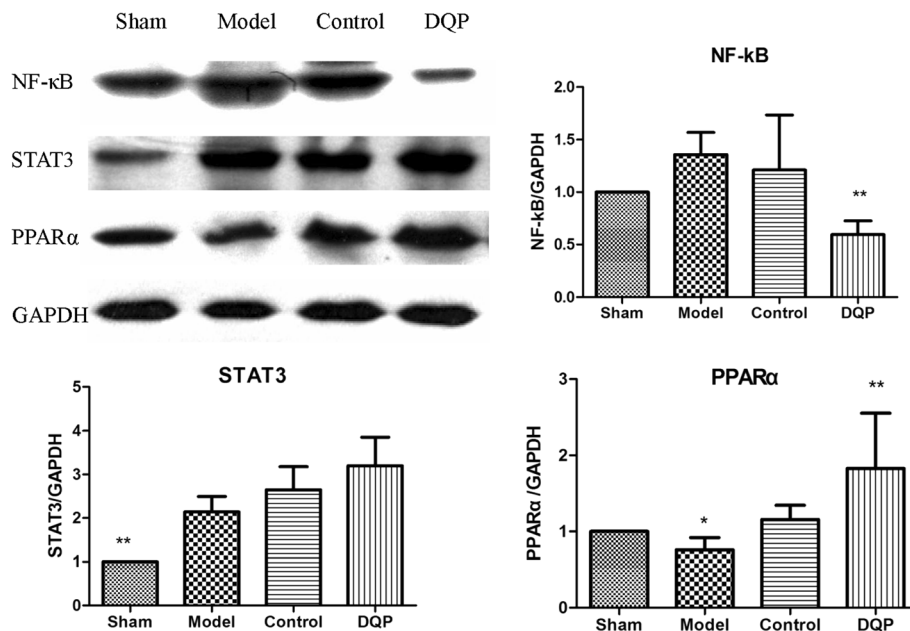 Sham Model Control DQP
NF-κB
STAT3
PPARα
GAPDH
NF-kB
NF-kB/GAPDH
2.0
1.5
1.0
0.5
0.0
**
Sham Model Control DQP
STAT3
STAT3/GAPDH
5
4
3
2
1
0
**
Sham Model Control DQP
PPARα
PPARα/GAPDH
3
2
1
0
*
**
Sham Model Control DQP